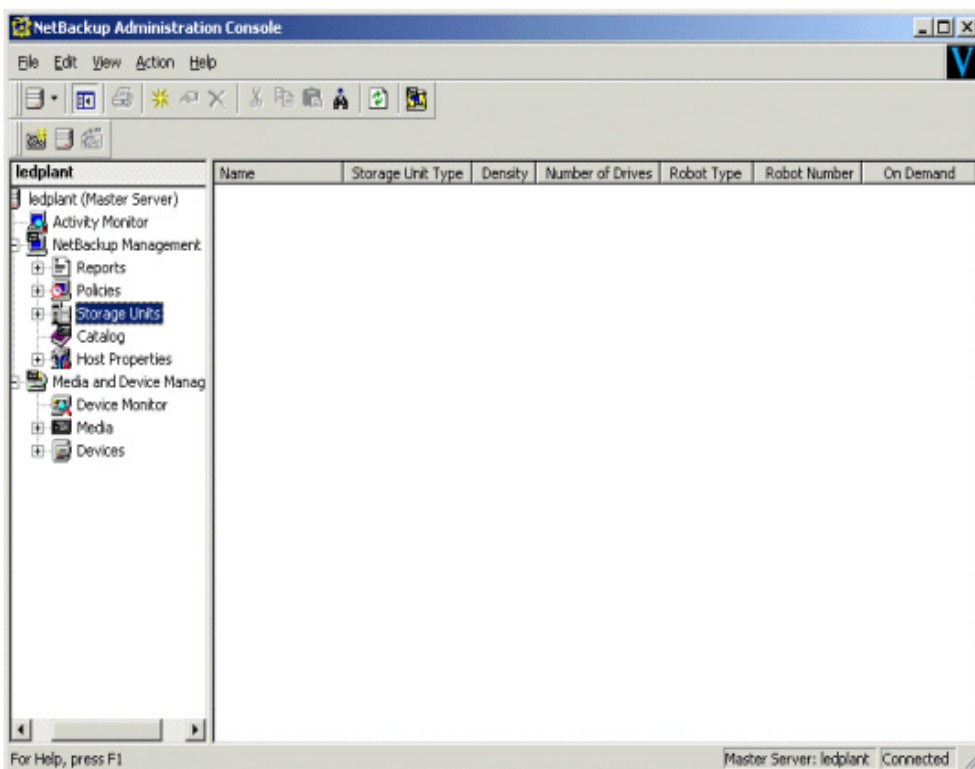 NetBackup Administration Console
File Edit View Action Help
V
ledplant
Name Storage Unit Type Density Number of Drives Robot Type Robot Number On Demand
ledplant (Master Server)
Activity Monitor
NetBackup Management
Reports
Policies
Storage Units
Catalog
Host Properties
Media and Device Manag
Device Monitor
Media
Devices
For Help, press F1 Master Server: ledplant Connected